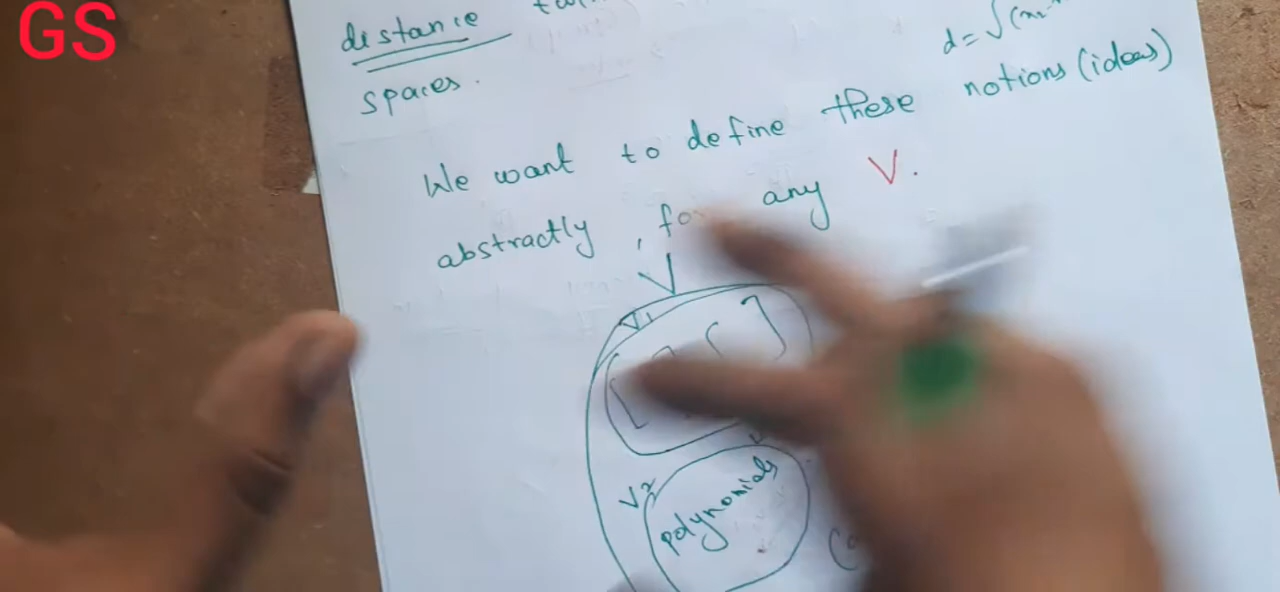 GS
distance
spaces.
d=√(
We want to define these notions (ideas)
abstractly, for any V.
V
V₁
[ ] [ ]
V₂
polynomials